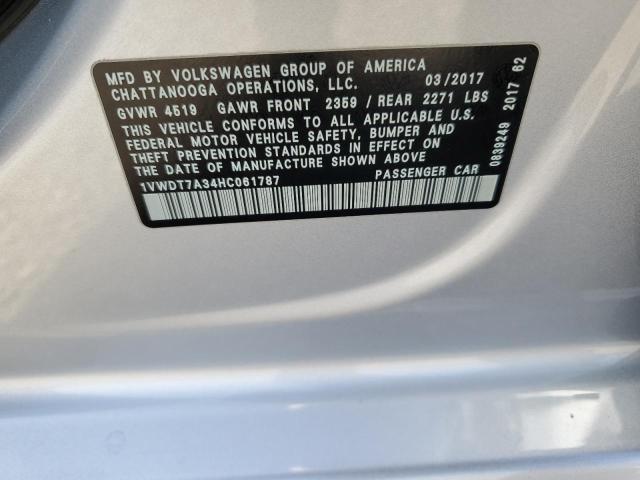 MFD BY VOLKSWAGEN GROUP OF AMERICA
CHATTANOOGA OPERATIONS, LLC. 03/2017
GVWR 4519 GAWR FRONT 2359 / REAR 2271 LBS
THIS VEHICLE CONFORMS TO ALL APPLICABLE U.S.
FEDERAL MOTOR VEHICLE SAFETY, BUMPER AND
THEFT PREVENTION STANDARDS IN EFFECT ON
THE DATE OF MANUFACTURE SHOWN ABOVE
1VWDT7A34HC061787 PASSENGER CAR
0839249 2017 62